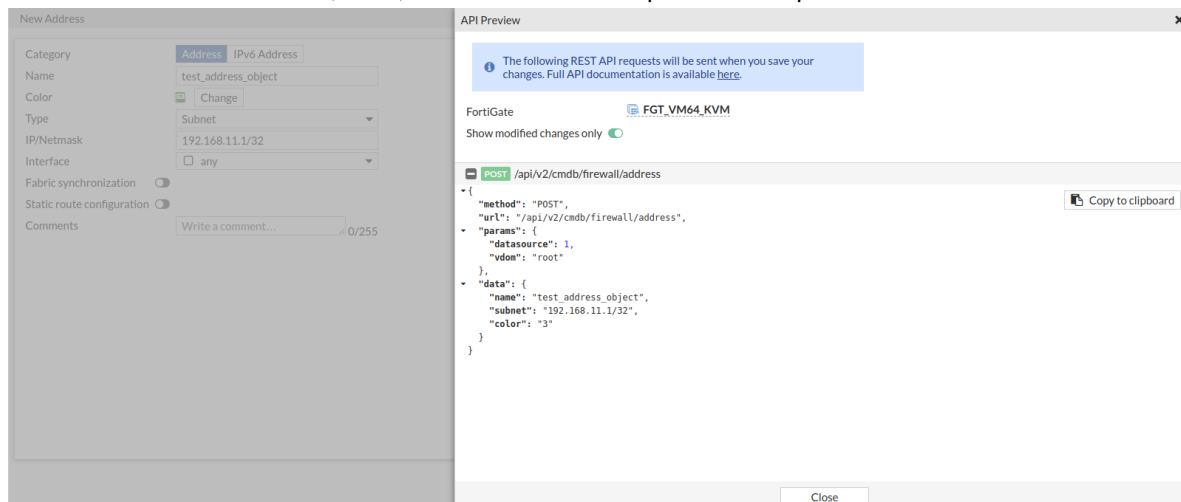 New Address
Category Address IPv6 Address
Name test_address_object
Color Change
Type Subnet
IP/Netmask 192.168.11.1/32
Interface any
Fabric synchronization
Static route configuration
Comments Write a comment... 0/255
API Preview
The following REST API requests will be sent when you save your
changes. Full API documentation is available here.
FortiGate FGT_VM64_KVM
Show modified changes only
POST /api/v2/cmdb/firewall/address
Copy to clipboard
{
"method": "POST",
"url": "/api/v2/cmdb/firewall/address",
"params": {
"datasource": 1,
"vdom": "root"
},
"data": {
"name": "test_address_object",
"subnet": "192.168.11.1/32",
"color": "3"
}
}
Close